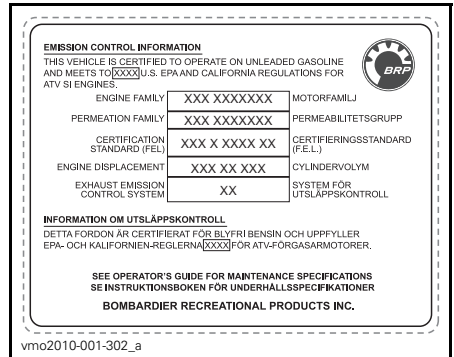 EMISSION CONTROL INFORMATION
THIS VEHICLE IS CERTIFIED TO OPERATE ON UNLEADED GASOLINE
AND MEETS TO XXXX U.S. EPA AND CALIFORNIA REGULATIONS FOR
ATV SI ENGINES.
BRP
ENGINE FAMILY XXX XXXXXXX MOTORFAMILJ
PERMEATION FAMILY XXX XXXXXXX PERMEABILITETSGRUPP
CERTIFICATION STANDARD (FEL) XXX X XXXX XX CERTIFIERINGSSTANDARD (F.E.L.)
ENGINE DISPLACEMENT XXX XX XXX CYLINDERVOLYM
EXHAUST EMISSION CONTROL SYSTEM XX SYSTEM FÖR UTSLÄPPSKONTROLL
INFORMATION OM UTSLÄPPSKONTROLL
DETTA FORDON ÄR CERTIFIERAT FÖR BLYFRI BENSIN OCH UPPFYLLER
EPA- OCH KALIFORNIEN-REGLERNA XXXX FÖR ATV-FÖRGASARMOTORER.
SEE OPERATOR'S GUIDE FOR MAINTENANCE SPECIFICATIONS
SE INSTRUKTIONSBOKEN FÖR UNDERHÅLLSSPECIFIKATIONER
BOMBARDIER RECREATIONAL PRODUCTS INC.
vmo2010-001-302_a